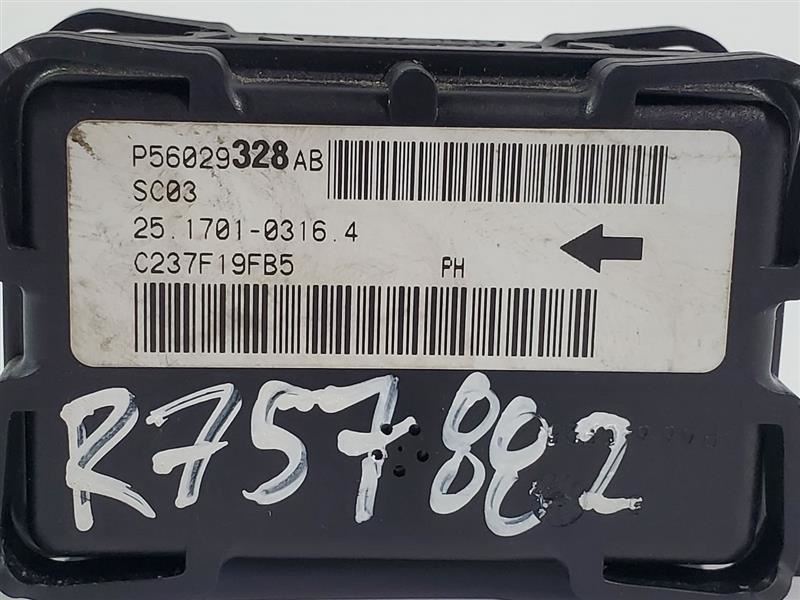 P56029328AB
SC03
25.1701-0316.4
C237F19FB5 PH
R757882